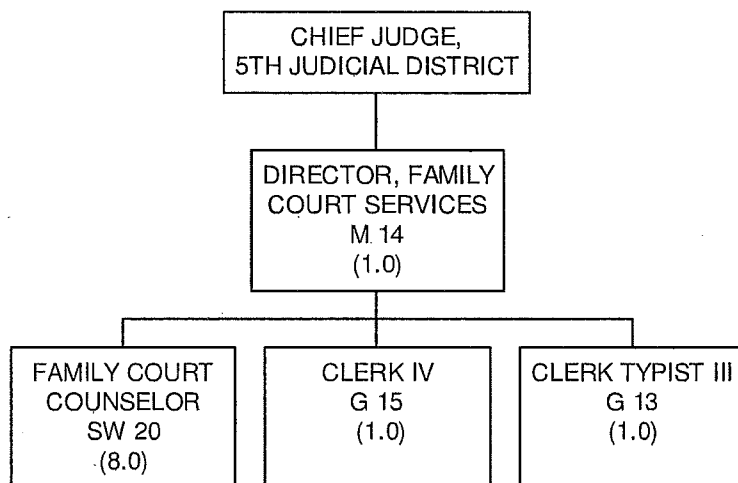 CHIEF JUDGE,
5TH JUDICIAL DISTRICT
DIRECTOR, FAMILY
COURT SERVICES
M 14
(1.0)
FAMILY COURT
COUNSELOR
SW 20
(8.0)
CLERK IV
G 15
(1.0)
CLERK TYPIST III
G 13
(1.0)